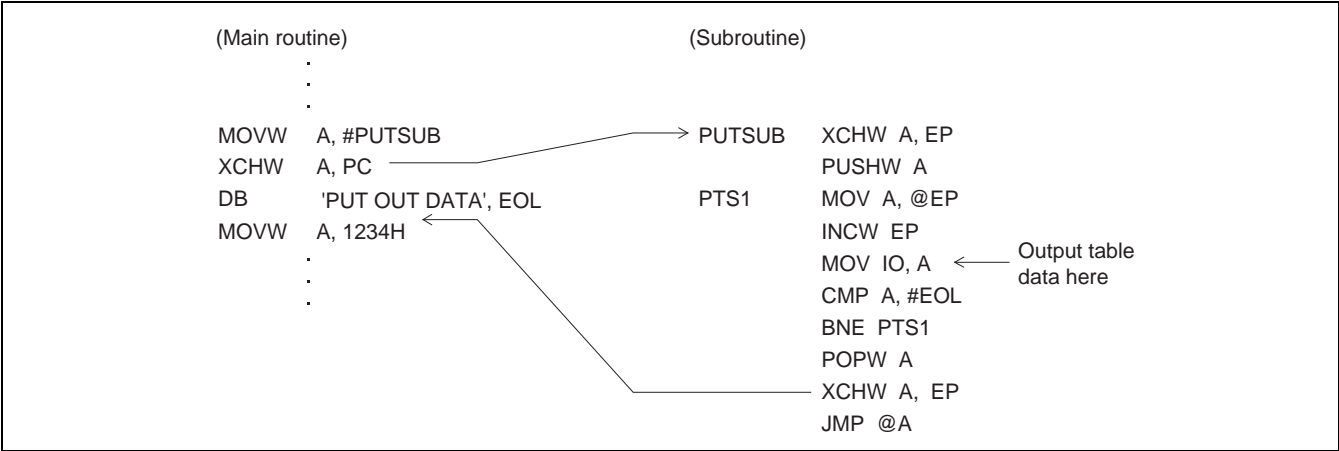 (Main routine)
.
.
.
MOVW A, #PUTSUB
XCHW A, PC
DB 'PUT OUT DATA', EOL
MOVW A, 1234H
.
.
.
(Subroutine)
PUTSUB XCHW A, EP
PUSHW A
PTS1 MOV A, @EP
INCW EP
MOV IO, A
CMP A, #EOL
BNE PTS1
POPW A
XCHW A, EP
JMP @A
Output table
data here